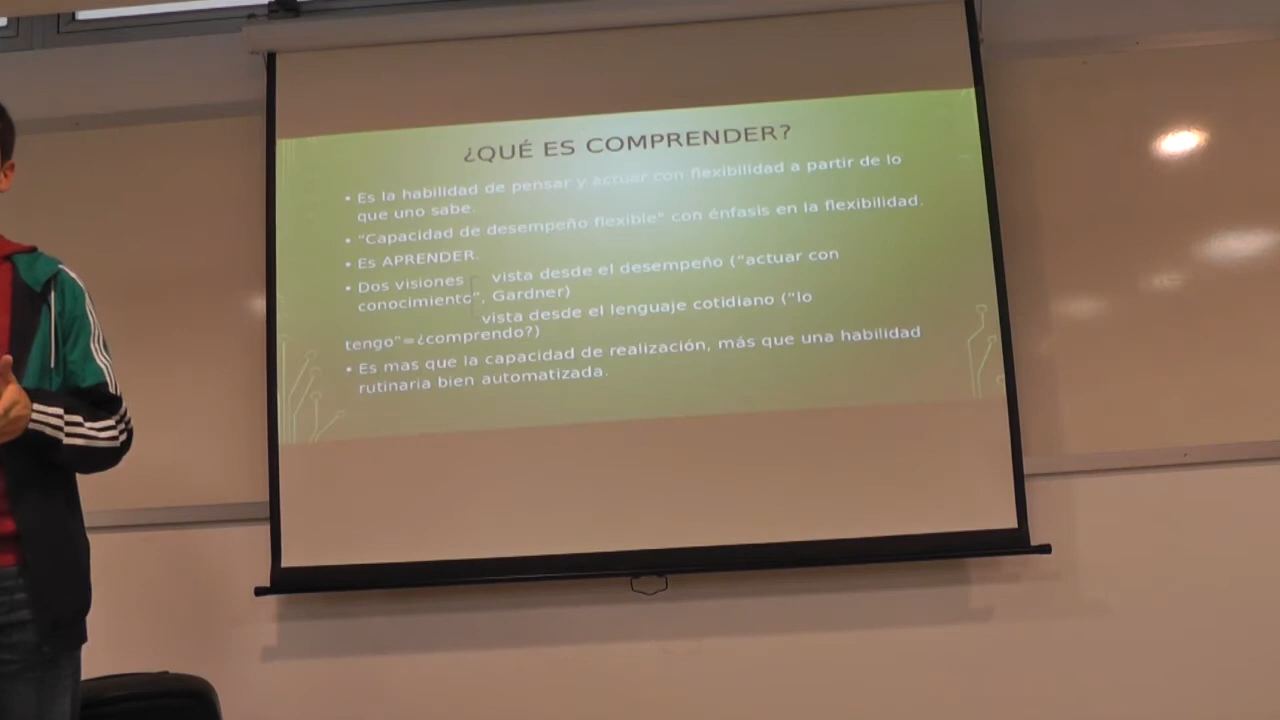 ¿QUÉ ES COMPRENDER?
• Es la habilidad de pensar y actuar con flexibilidad a partir de lo
que uno sabe.
• "Capacidad de desempeño flexible" con énfasis en la flexibilidad.
• Es APRENDER.
• Dos visiones vista desde el desempeño ("actuar con
conocimiento", Gardner)
vista desde el lenguaje cotidiano ("lo
tengo"=¿comprendo?)
• Es mas que la capacidad de realización, más que una habilidad
rutinaria bien automatizada.